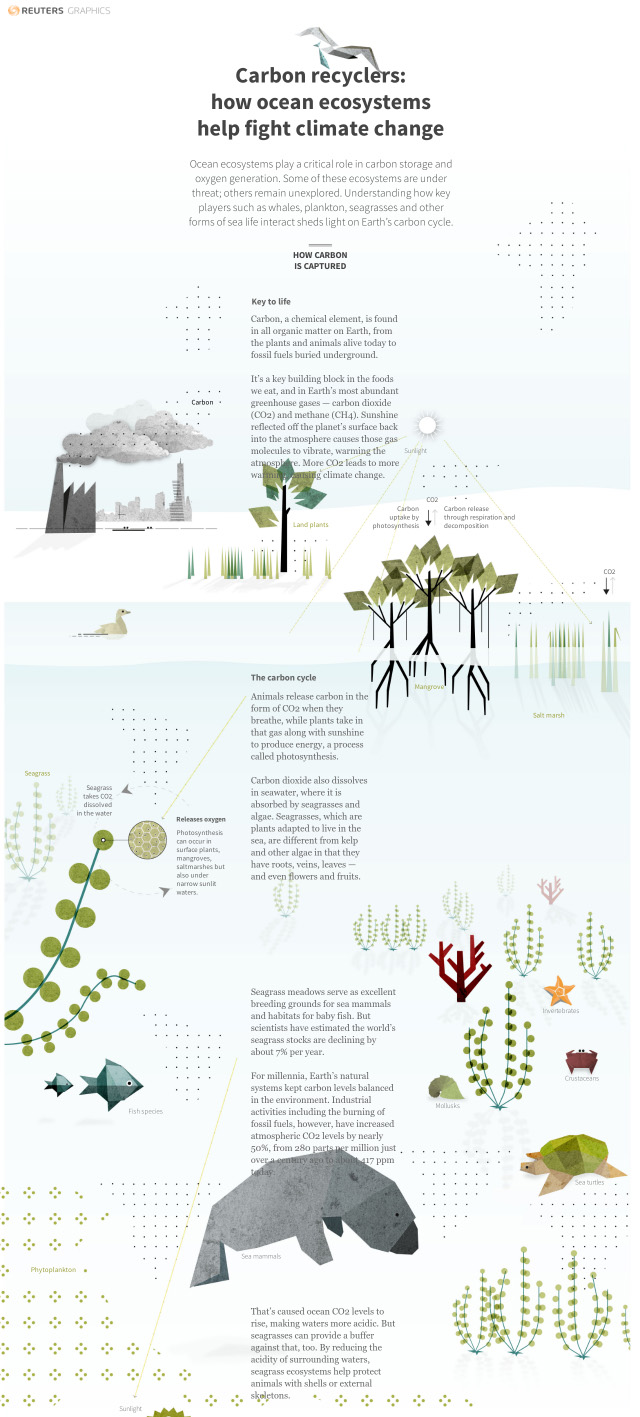 REUTERS GRAPHICS
Carbon recyclers:
how ocean ecosystems
help fight climate change
Ocean ecosystems play a critical role in carbon storage and
oxygen generation. Some of these ecosystems are under
threat; others remain unexplored. Understanding how key
players such as whales, plankton, seagrasses and other
forms of sea life interact sheds light on Earth's carbon cycle.
HOW CARBON
IS CAPTURED
Key to life
Carbon, a chemical element, is found
in all organic matter on Earth, from
the plants and animals alive today to
fossil fuels buried underground.
It's a key building block in the foods
we eat, and in Earth's most abundant
greenhouse gases — carbon dioxide
(CO2) and methane (CH4). Sunshine
reflected off the planet's surface back
into the atmosphere causes those gas
molecules to vibrate, warming the
atmosphere. More CO2 leads to more
warming, causing climate change.
Carbon
Sunlight
Land plants
CO2
Carbon
uptake by
photosynthesis
Carbon release
through respiration and
decomposition
CO2
Mangrove
Salt marsh
The carbon cycle
Animals release carbon in the
form of CO2 when they
breathe, while plants take in
that gas along with sunshine
to produce energy, a process
called photosynthesis.
Seagrass
Seagrass
takes CO2
dissolved
in the water
Releases oxygen
Photosynthesis
can occur in
surface plants,
mangroves,
saltmarshes but
also under
narrow sunlit
waters.
Carbon dioxide also dissolves
in seawater, where it is
absorbed by seagrasses and
algae. Seagrasses, which are
plants adapted to live in the
sea, are different from kelp
and other algae in that they
have roots, veins, leaves —
and even flowers and fruits.
Seagrass meadows serve as excellent
breeding grounds for sea mammals
and habitats for baby fish. But
scientists have estimated the world's
seagrass stocks are declining by
about 7% per year.
Invertebrates
Crustaceans
Mollusks
Fish species
For millennia, Earth's natural
systems kept carbon levels balanced
in the environment. Industrial
activities including the burning of
fossil fuels, however, have increased
atmospheric CO2 levels by nearly
50%, from 280 parts per million just
over a century ago to about 417 ppm
today.
Sea turtles
Sea mammals
Phytoplankton
That's caused ocean CO2 levels to
rise, making waters more acidic. But
seagrasses can provide a buffer
against that, too. By reducing the
acidity of surrounding waters,
seagrass ecosystems help protect
animals with shells or external
skeletons.
Sunlight